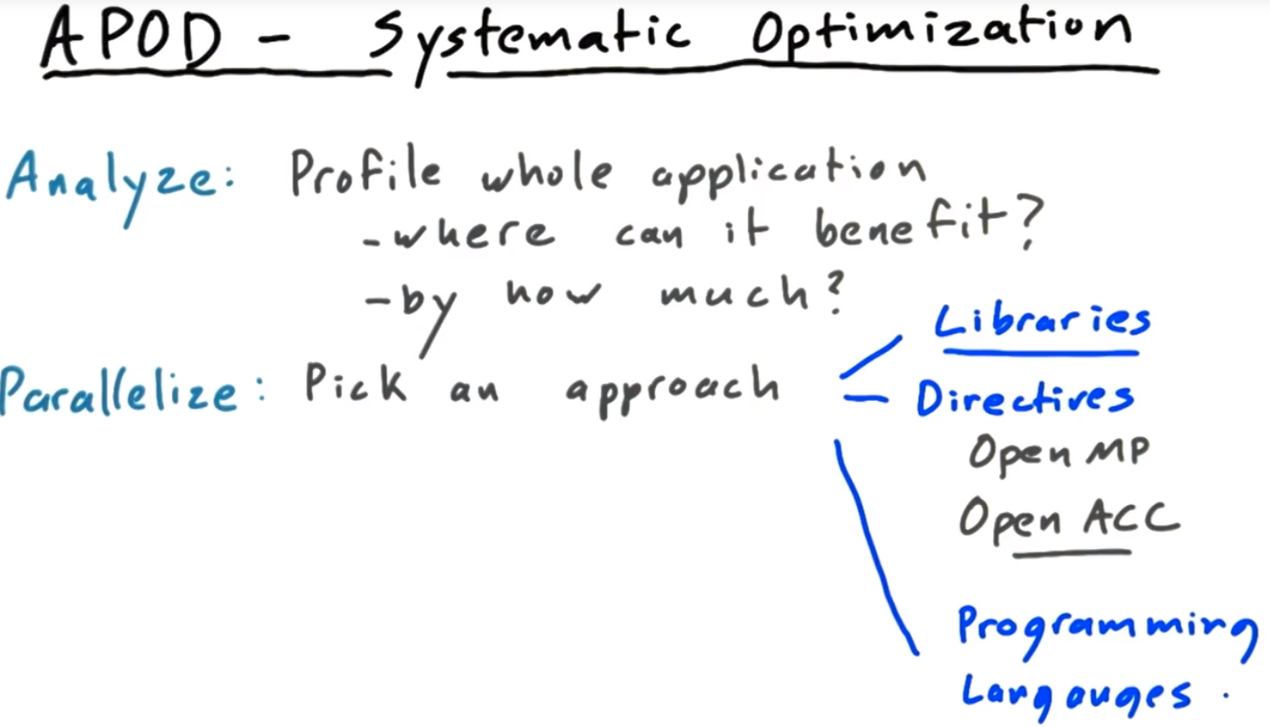 APOD - Systematic Optimization
Analyze: Profile whole application
- where can it benefit?
- by how much?
Parallelize: Pick an approach
Libraries
Directives
Open MP
Open ACC
Programming
Langauges.